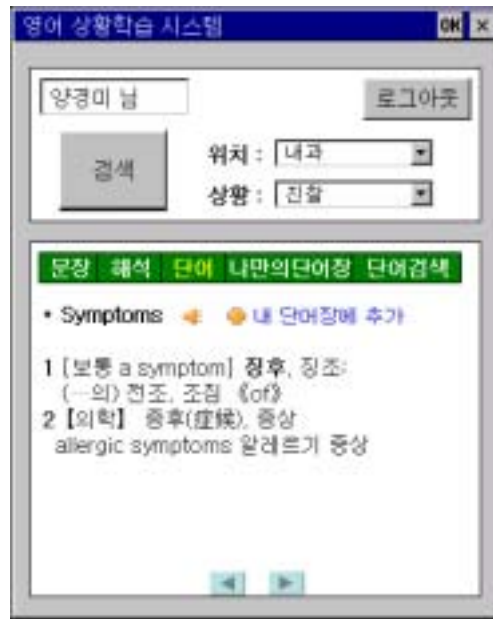 영어 상황학습 시스템 OK ×
양경미 님 로그아웃
검색
위치 : 내과
상황 : 진찰
문장 해석 단어 나만의단어장 단어검색
• Symptoms 내 단어장에 추가
1 [보통 a symptom] 징후, 징조:
(…의) 전조, 조짐 《of》
2 【의학】 증후(症候), 증상
allergic symptoms 알레르기 증상